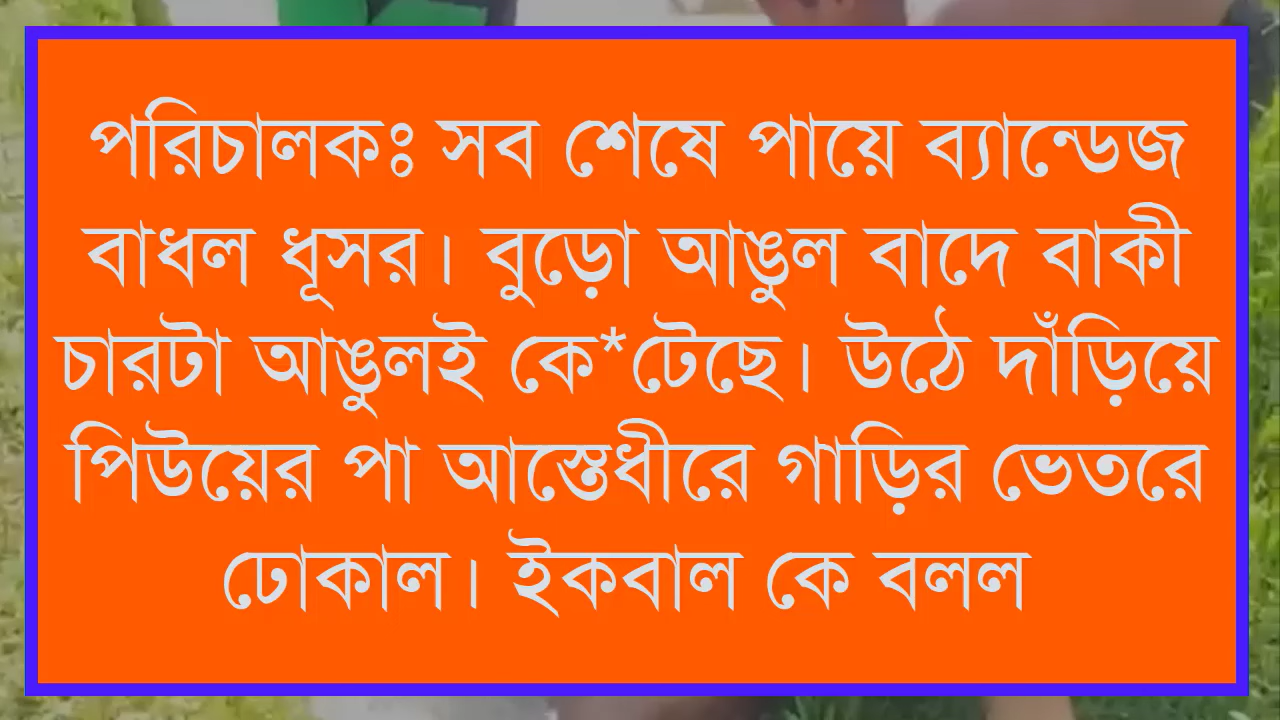 পরিচালকঃ সব শেষে পায়ে ব্যান্ডেজ
বাধল ধূসর। বুড়ো আঙুল বাদে বাকী
চারটা আঙুলই কে*টেছে। উঠে দাঁড়িয়ে
পিউয়ের পা আস্তেধীরে গাড়ির ভেতরে
ঢোকাল। ইকবাল কে বলল